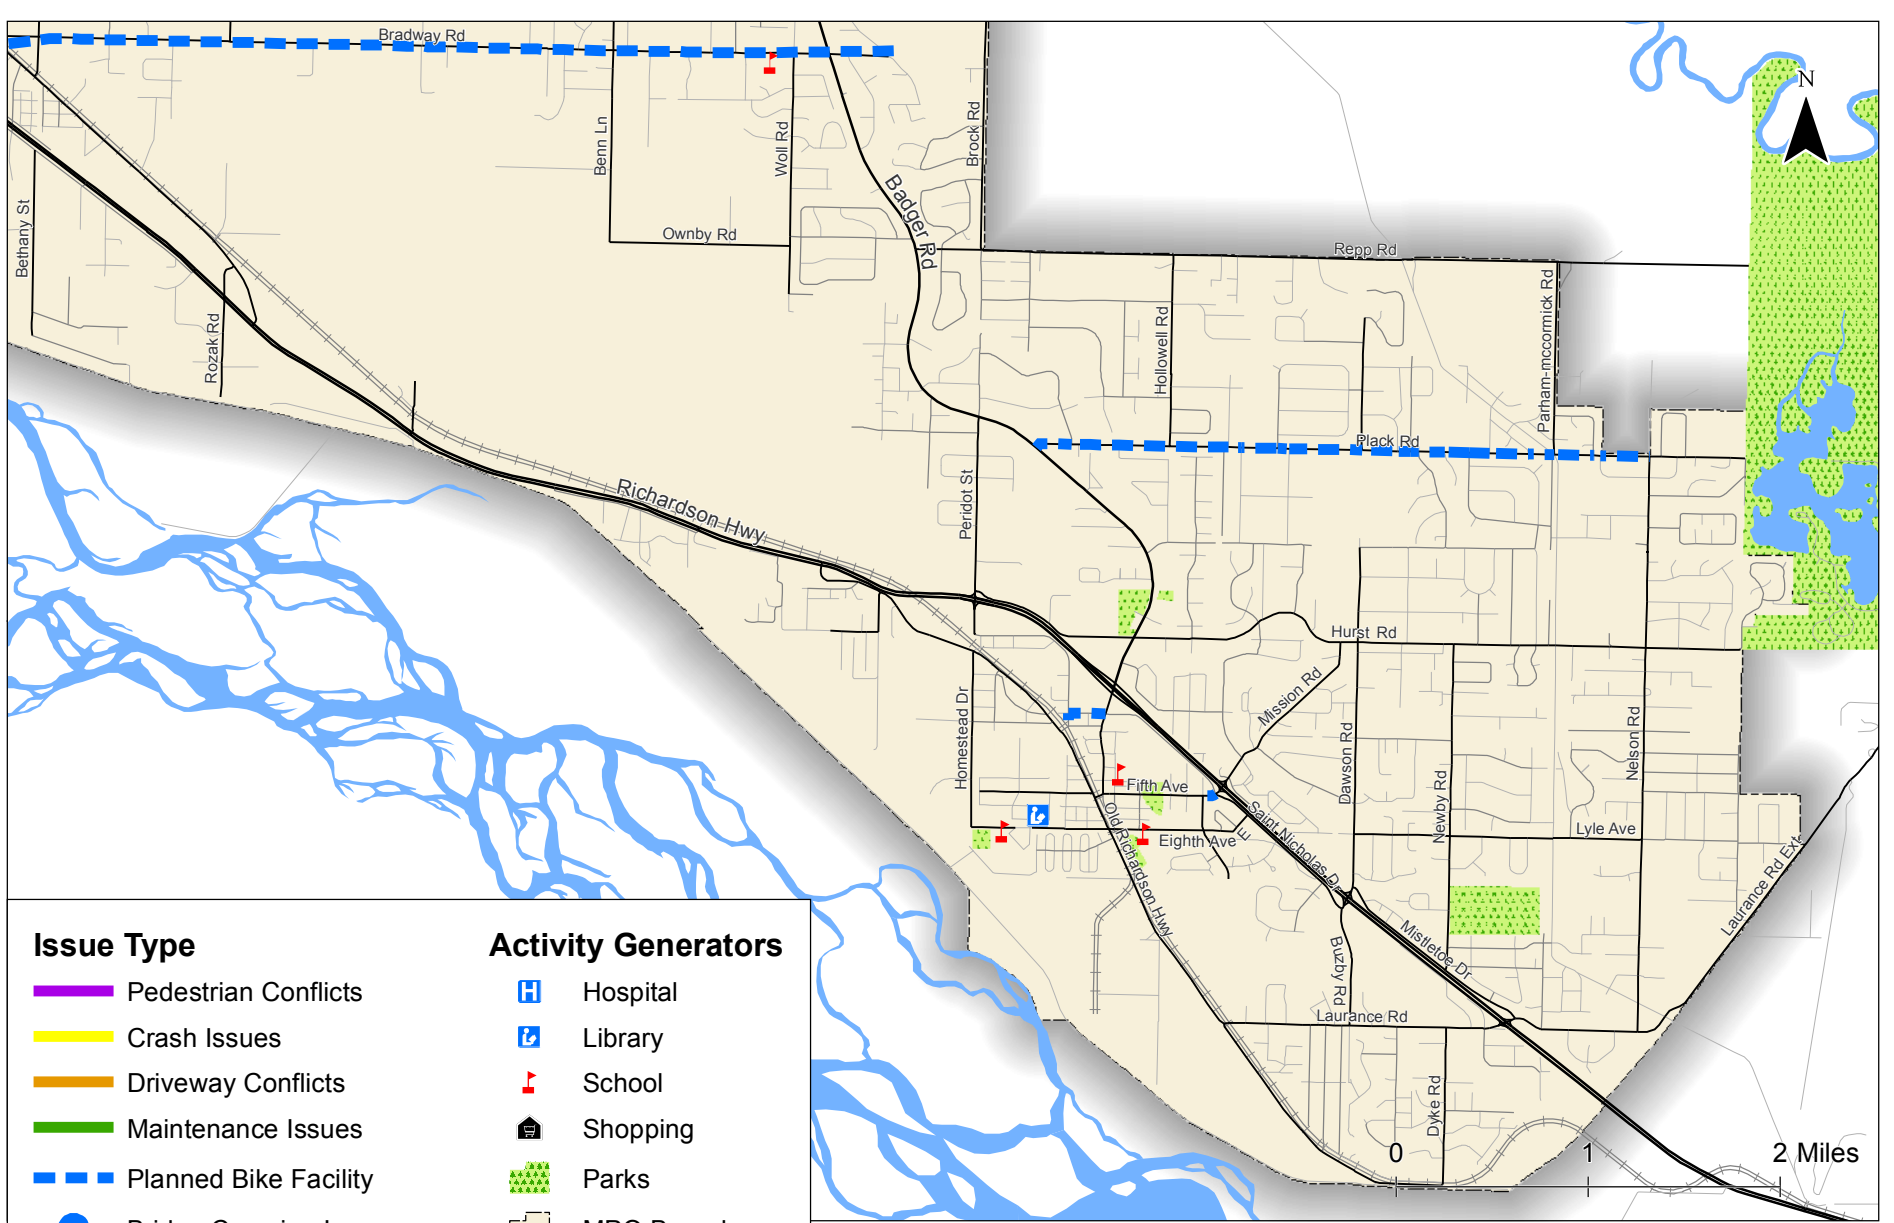 Bradway Rd
N
Benn Ln
Woll Rd
Brock Rd
Badger Rd
Bethany St
Ownby Rd
Repp Rd
Rozak Rd
Hollowell Rd
Parham-mccormick Rd
Plack Rd
Richardson Hwy
Peridot St
Hurst Rd
Mission Rd
Homestead Dr
Dawson Rd
Nelson Rd
Newby Rd
Fifth Ave
Old Richardson Hwy
Eighth Ave
E
Saint Nicholas Dr
Lyle Ave
Laurance Rd Ext
Mistletoe Dr
Buzby Rd
Laurance Rd
Dyke Rd
0 1 2 Miles
Issue Type
Pedestrian Conflicts
Crash Issues
Driveway Conflicts
Maintenance Issues
Planned Bike Facility
Activity Generators
H Hospital
Library
School
Shopping
Parks